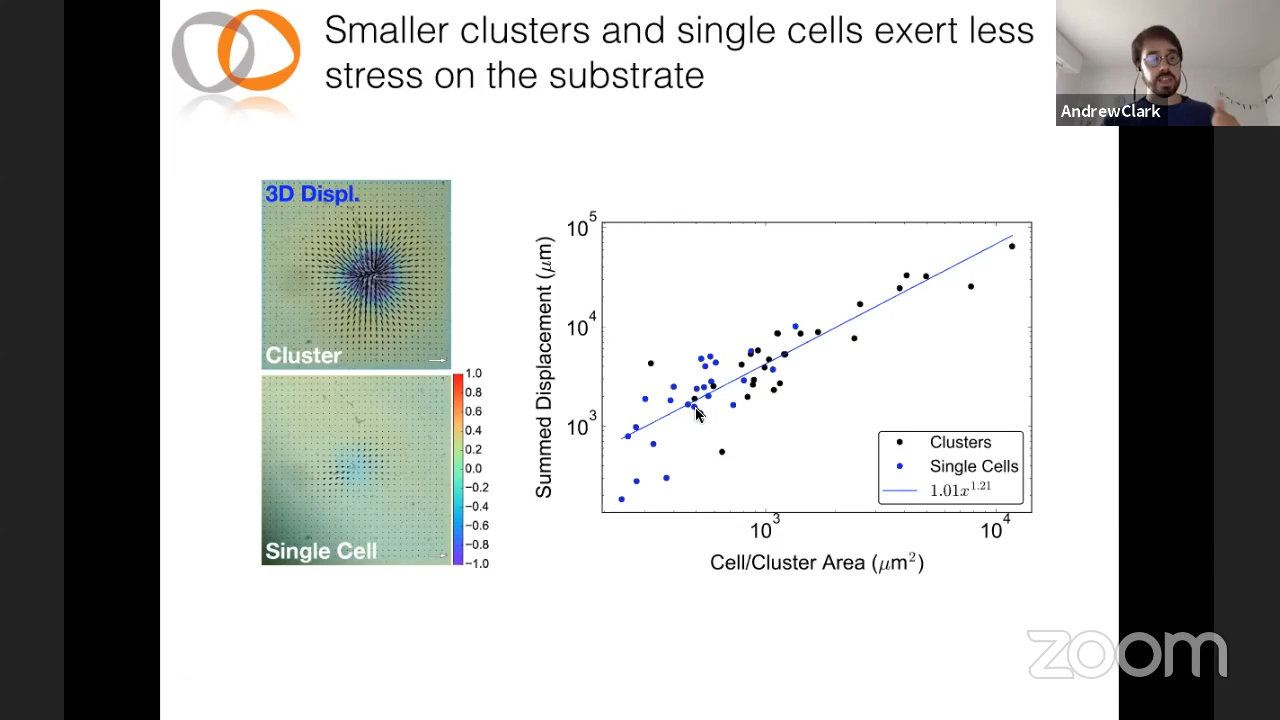 Smaller clusters and single cells exert less
stress on the substrate
AndrewClark
3D Displ.
Cluster
Single Cell
1.0
0.8
0.6
0.4
0.2
0.0
−0.2
−0.4
−0.6
−0.8
−1.0
Summed Displacement (μm)
10^5
10^4
10^3
Clusters
Single Cells
1.01x^1.21
10^3
10^4
Cell/Cluster Area (μm²)
zoom